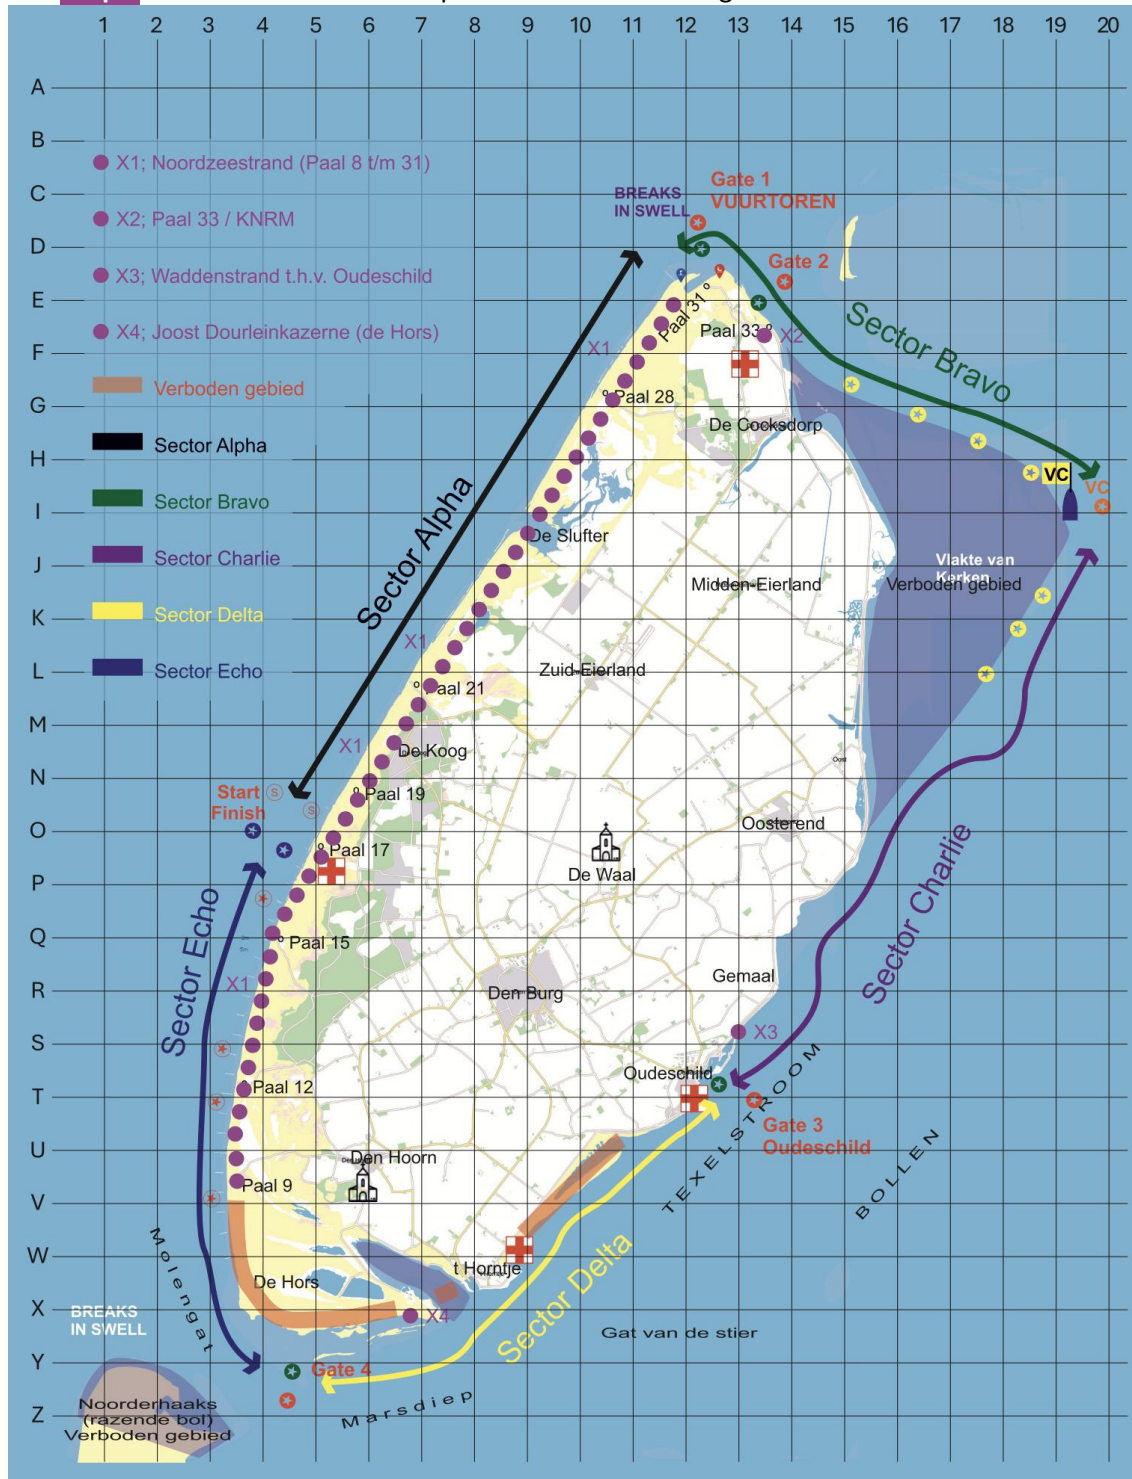 1 2 3 4 5 6 7 8 9 10 11 12 13 14 15 16 17 18 19 20
A
B
C
D
E
F
G
H
I
J
K
L
M
N
O
P
Q
R
S
T
U
V
W
X
Y
Z
X1; Noordzeestrand (Paal 8 t/m 31)
X2; Paal 33 / KNRM
X3; Waddenstrand t.h.v. Oudeschild
X4; Joost Dourleinkazerne (de Hors)
Verboden gebied
Sector Alpha
Sector Bravo
Sector Charlie
Sector Delta
Sector Echo
BREAKS
IN SWELL
Gate 1
VUURTOREN
Gate 2
Paal 31 º
Paal 33 º
X2
X1
º Paal 28
De Cocksdorp
Sector Bravo
VC
VC
Sector Alpha
De Slufter
Midden-Eierland
Vlakte van
Kerken
Verboden gebied
X1
Zuid-Eierland
º Paal 21
X1
De Koog
Oost
Start S
Finish S
º Paal 19
Oosterend
º Paal 17
De Waal
Sector Charlie
Sector Echo
º Paal 15
X1
Gemaal
Den Burg
X3
Oudeschild
º Paal 12
Gate 3
Oudeschild
TEXELSTROOM
BOLLEN
Den Hoorn
Paal 9
Molengat
De Hors
t Horntje
Sector Delta
X4
BREAKS
IN SWELL
Gat van de stier
Gate 4
Marsdiep
Noorderhaaks
(razende bol)
Verboden gebied